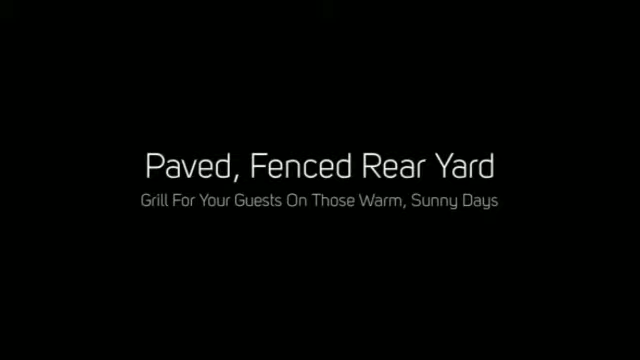 Paved, Fenced Rear Yard
Grill For Your Guests On Those Warm, Sunny Days